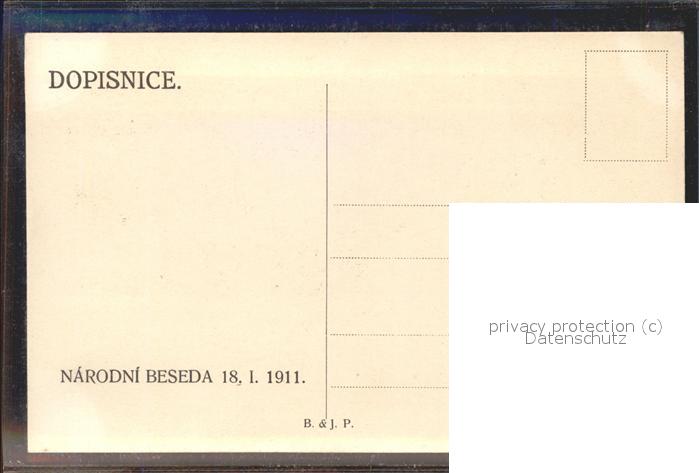 DOPISNICE.
NÁRODNÍ BESEDA 18. I. 1911.
B. & J. P.
privacy protection (c)
Datenschutz